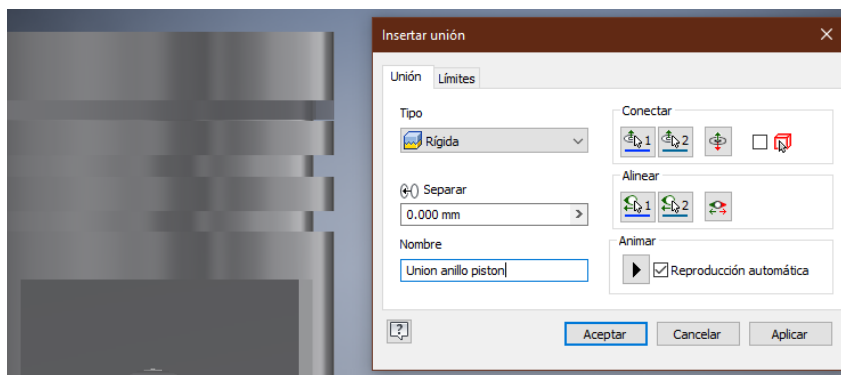 Insertar unión
Unión Límites
Tipo
Rígida
Separar
0.000 mm
Nombre
Union anillo piston
Conectar
1 2
Alinear
1 2
Animar
Reproducción automática
?
Aceptar Cancelar Aplicar